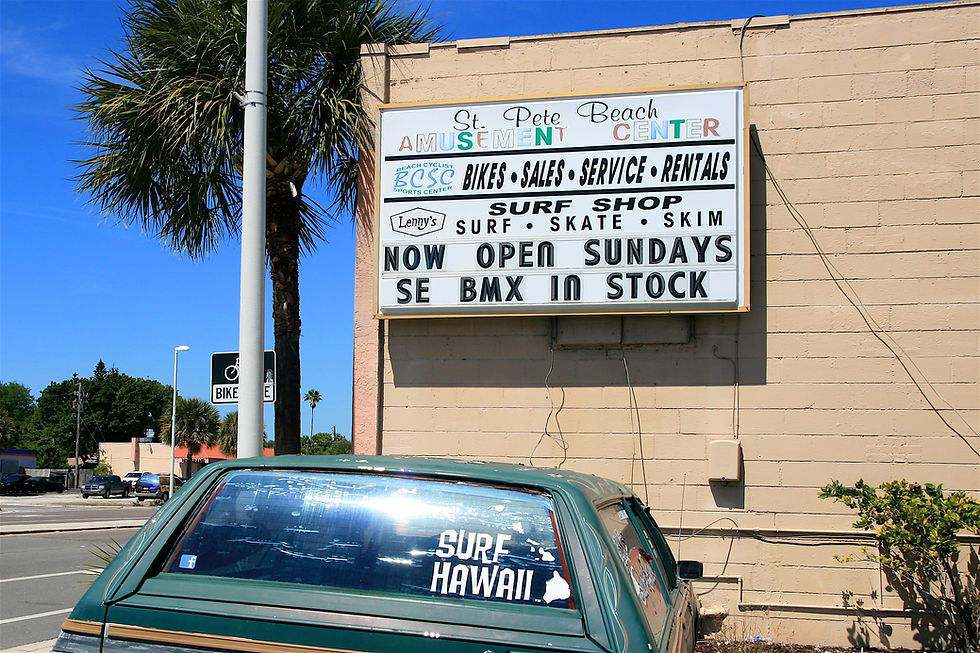 St. Pete Beach
AMUSEMENT CENTER
BEACH CYCLIST
BCSC
SPORTS CENTER
BIKES • SALES • SERVICE • RENTALS
SURF SHOP
Lenny's
SURF • SKATE • SKIM
NOW OPEN SUNDAYS
SE BMX IN STOCK
BIKE
SURF
HAWAII
f